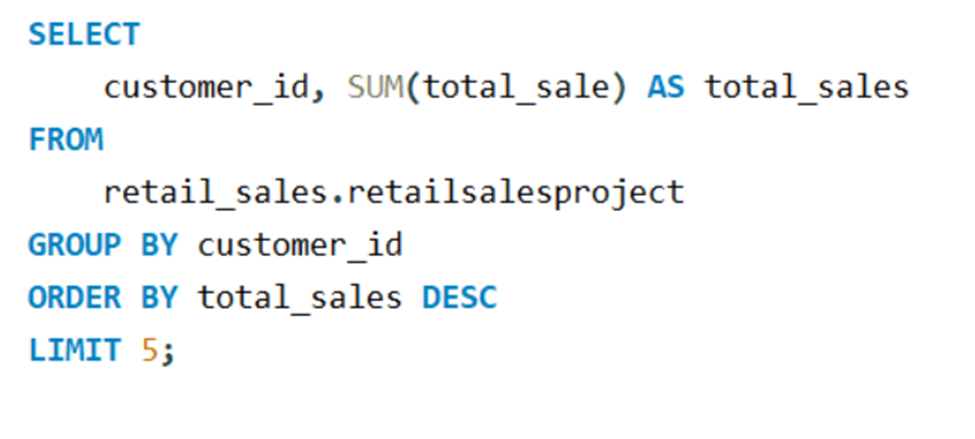 SELECT
customer_id, SUM(total_sale) AS total_sales
FROM
retail_sales.retailsalesproject
GROUP BY customer_id
ORDER BY total_sales DESC
LIMIT 5;